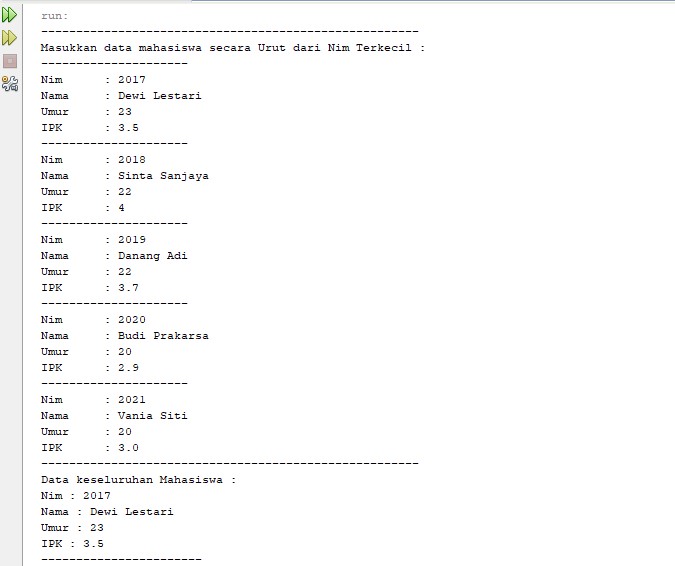 run:
------------------------------------------------------
Masukkan data mahasiswa secara Urut dari Nim Terkecil :
---------------------
Nim      : 2017
Nama     : Dewi Lestari
Umur     : 23
IPK      : 3.5
---------------------
Nim      : 2018
Nama     : Sinta Sanjaya
Umur     : 22
IPK      : 4
---------------------
Nim      : 2019
Nama     : Danang Adi
Umur     : 22
IPK      : 3.7
---------------------
Nim      : 2020
Nama     : Budi Prakarsa
Umur     : 20
IPK      : 2.9
---------------------
Nim      : 2021
Nama     : Vania Siti
Umur     : 20
IPK      : 3.0
------------------------------------------------------
Data keseluruhan Mahasiswa :
Nim : 2017
Nama : Dewi Lestari
Umur : 23
IPK : 3.5
-----------------------